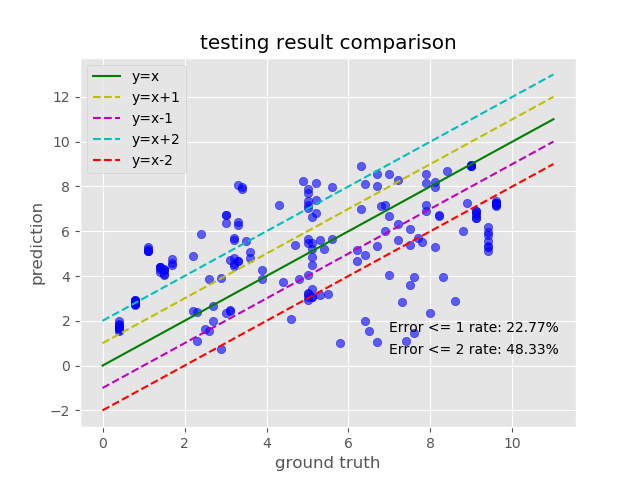 testing result comparison
y=x
y=x+1
y=x-1
y=x+2
y=x-2
12
10
8
6
4
2
0
−2
prediction
Error <= 1 rate: 22.77%
Error <= 2 rate: 48.33%
0 2 4 6 8 10
ground truth